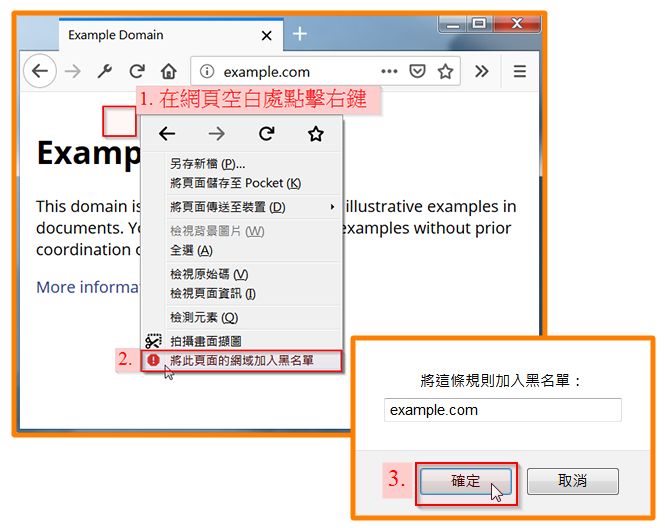 Example Domain
example.com
1. 在網頁空白處點擊右鍵
Examp
另存新檔 (P)...
將頁面儲存至 Pocket (K)
This domain is
illustrative examples in
將頁面傳送至裝置 (D)
documents. Yo
examples without prior
檢視背景圖片 (W)
coordination o
全選 (A)
檢視原始碼 (V)
More informa
檢視頁面資訊 (I)
檢測元素 (Q)
拍攝畫面擷圖
2. 將此頁面的網域加入黑名單
將這條規則加入黑名單：
example.com
3. 確定
取消